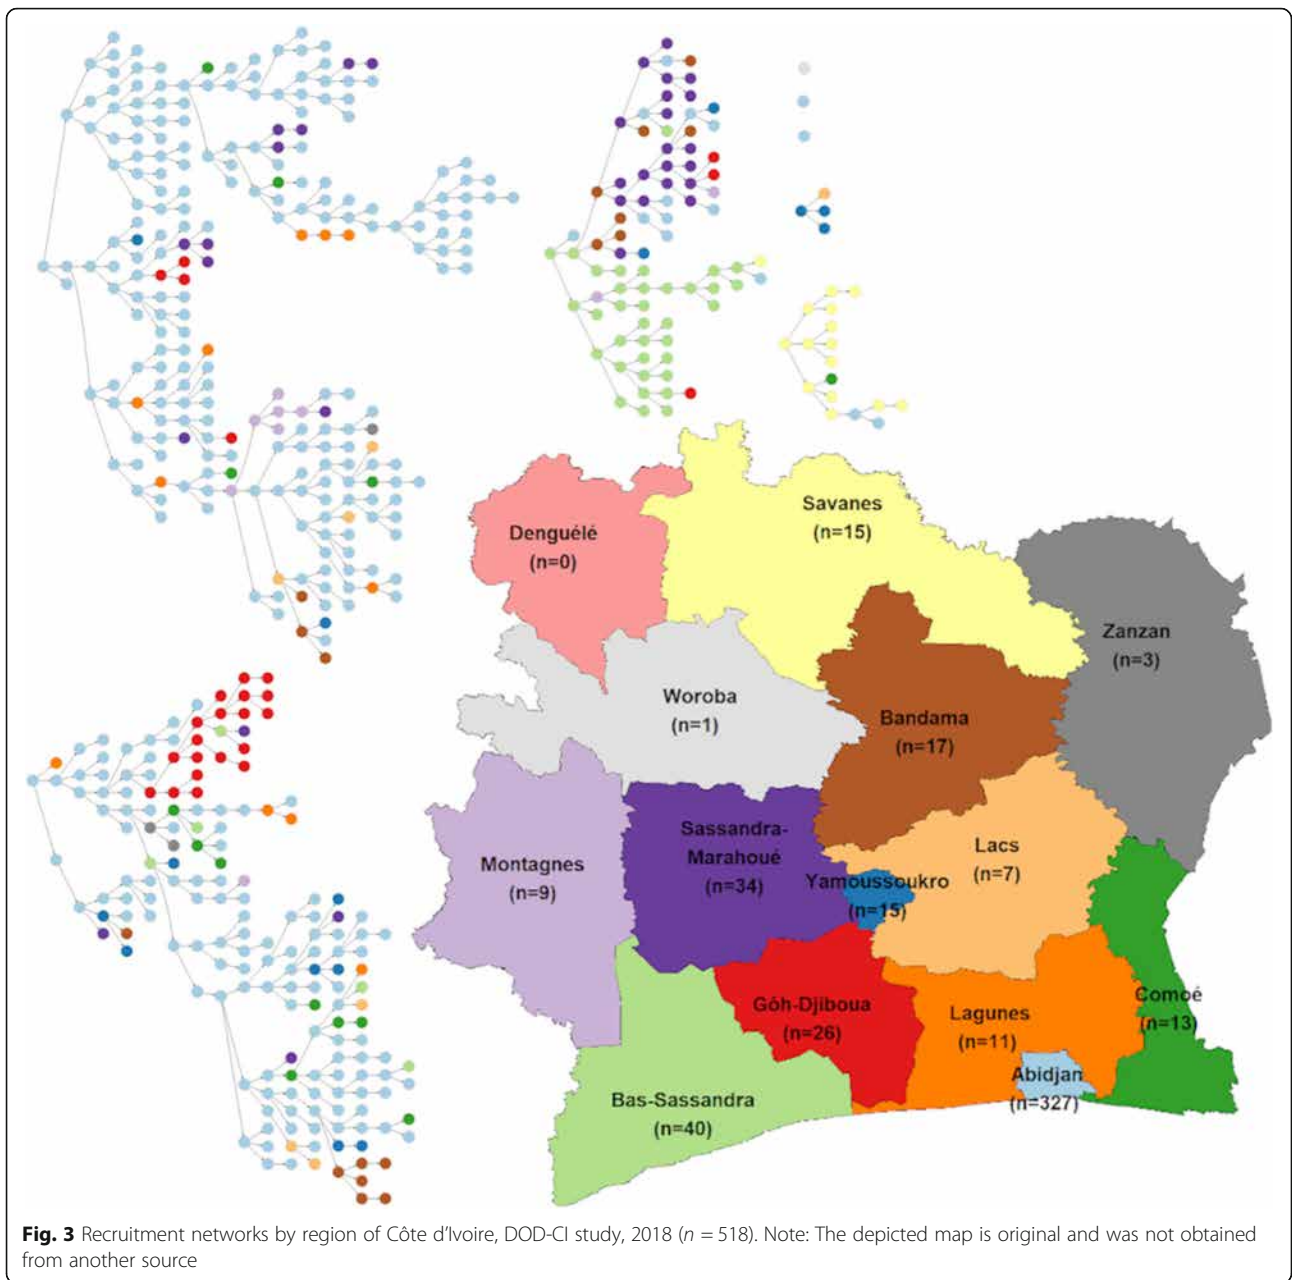 Denguélé
(n=0)
Savanes
(n=15)
Zanzan
(n=3)
Woroba
(n=1)
Bandama
(n=17)
Sassandra-
Marahoué
(n=34)
Montagnes
(n=9)
Lacs
(n=7)
Yamoussoukro
(n=15)
Gôh-Djiboua
(n=26)
Lagunes
(n=11)
Comoé
(n=13)
Abidjan
(n=327)
Bas-Sassandra
(n=40)
Fig. 3 Recruitment networks by region of Côte d'Ivoire, DOD-CI study, 2018 (n = 518). Note: The depicted map is original and was not obtained
from another source